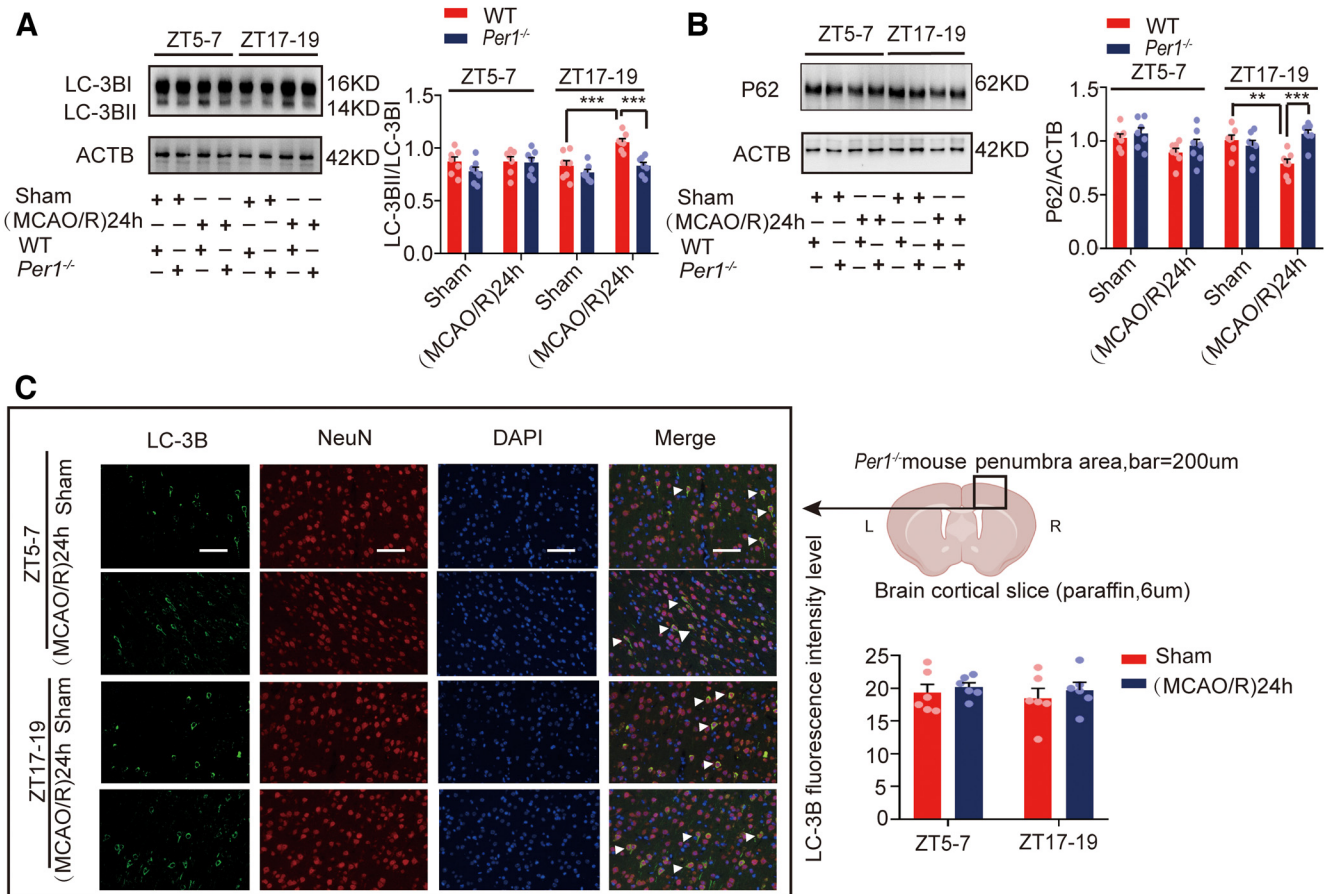 A
WT
Per1-/-
ZT5-7 ZT17-19
LC-3BI 16KD
LC-3BII 14KD
ACTB 42KD
Sham + + − − + + − −
(MCAO/R)24h − − + + − − + +
WT + − + − + − + −
Per1-/- − + − + − + − +
LC-3BII/LC-3BI
ZT5-7 ZT17-19
*** ***
1.5
1.0
0.5
0.0
Sham
(MCAO/R)24h
Sham
(MCAO/R)24h
B
WT
Per1-/-
ZT5-7 ZT17-19
P62 62KD
ACTB 42KD
Sham + + − − + + − −
(MCAO/R)24h − − + + − − + +
WT + − + − + − + −
Per1-/- − + − + − + − +
P62/ACTB
ZT5-7 ZT17-19
** ***
1.5
1.0
0.5
0.0
Sham
(MCAO/R)24h
Sham
(MCAO/R)24h
C
LC-3B NeuN DAPI Merge
ZT5-7
(MCAO/R)24h Sham
ZT17-19
(MCAO/R)24h Sham
Per1-/-mouse penumbra area,bar=200um
L R
Brain cortical slice (paraffin,6um)
LC-3B fluorescence intensity level
25
20
15
10
5
0
ZT5-7 ZT17-19
Sham
(MCAO/R)24h